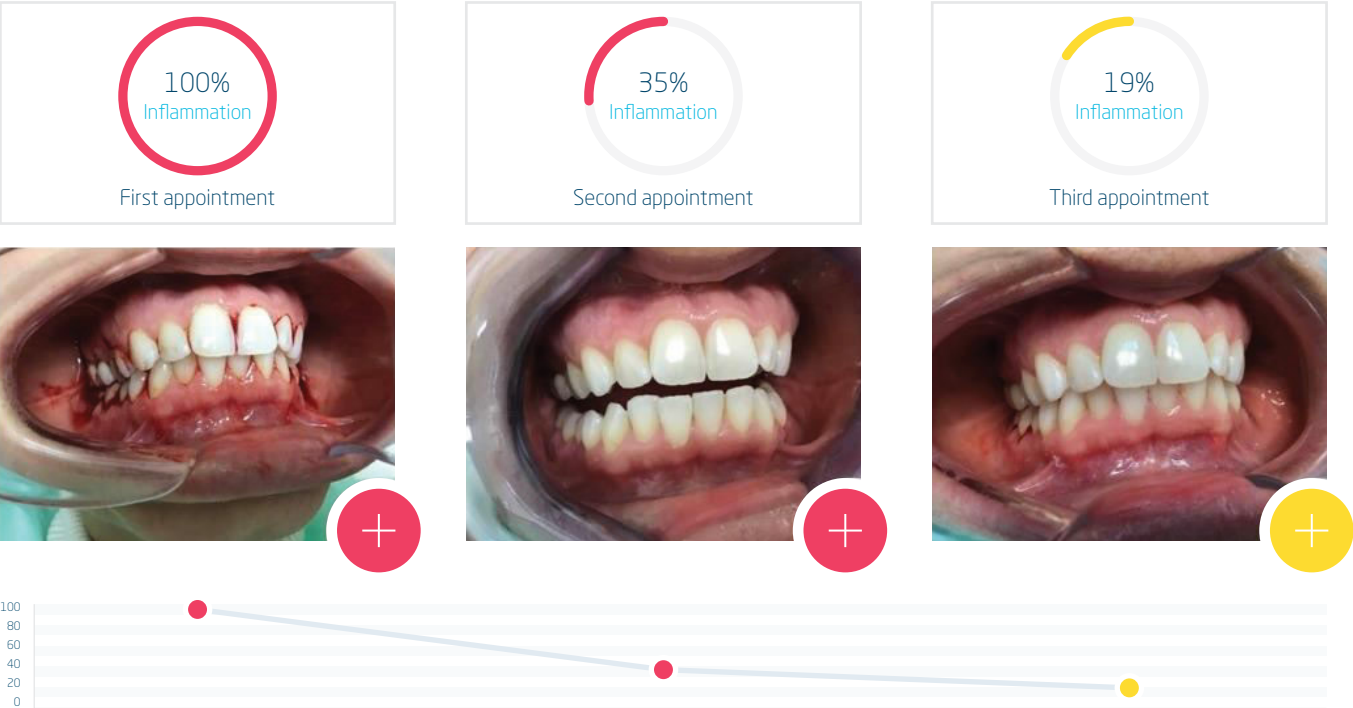 100%
Inflammation
First appointment
35%
Inflammation
Second appointment
19%
Inflammation
Third appointment
100
80
60
40
20
0